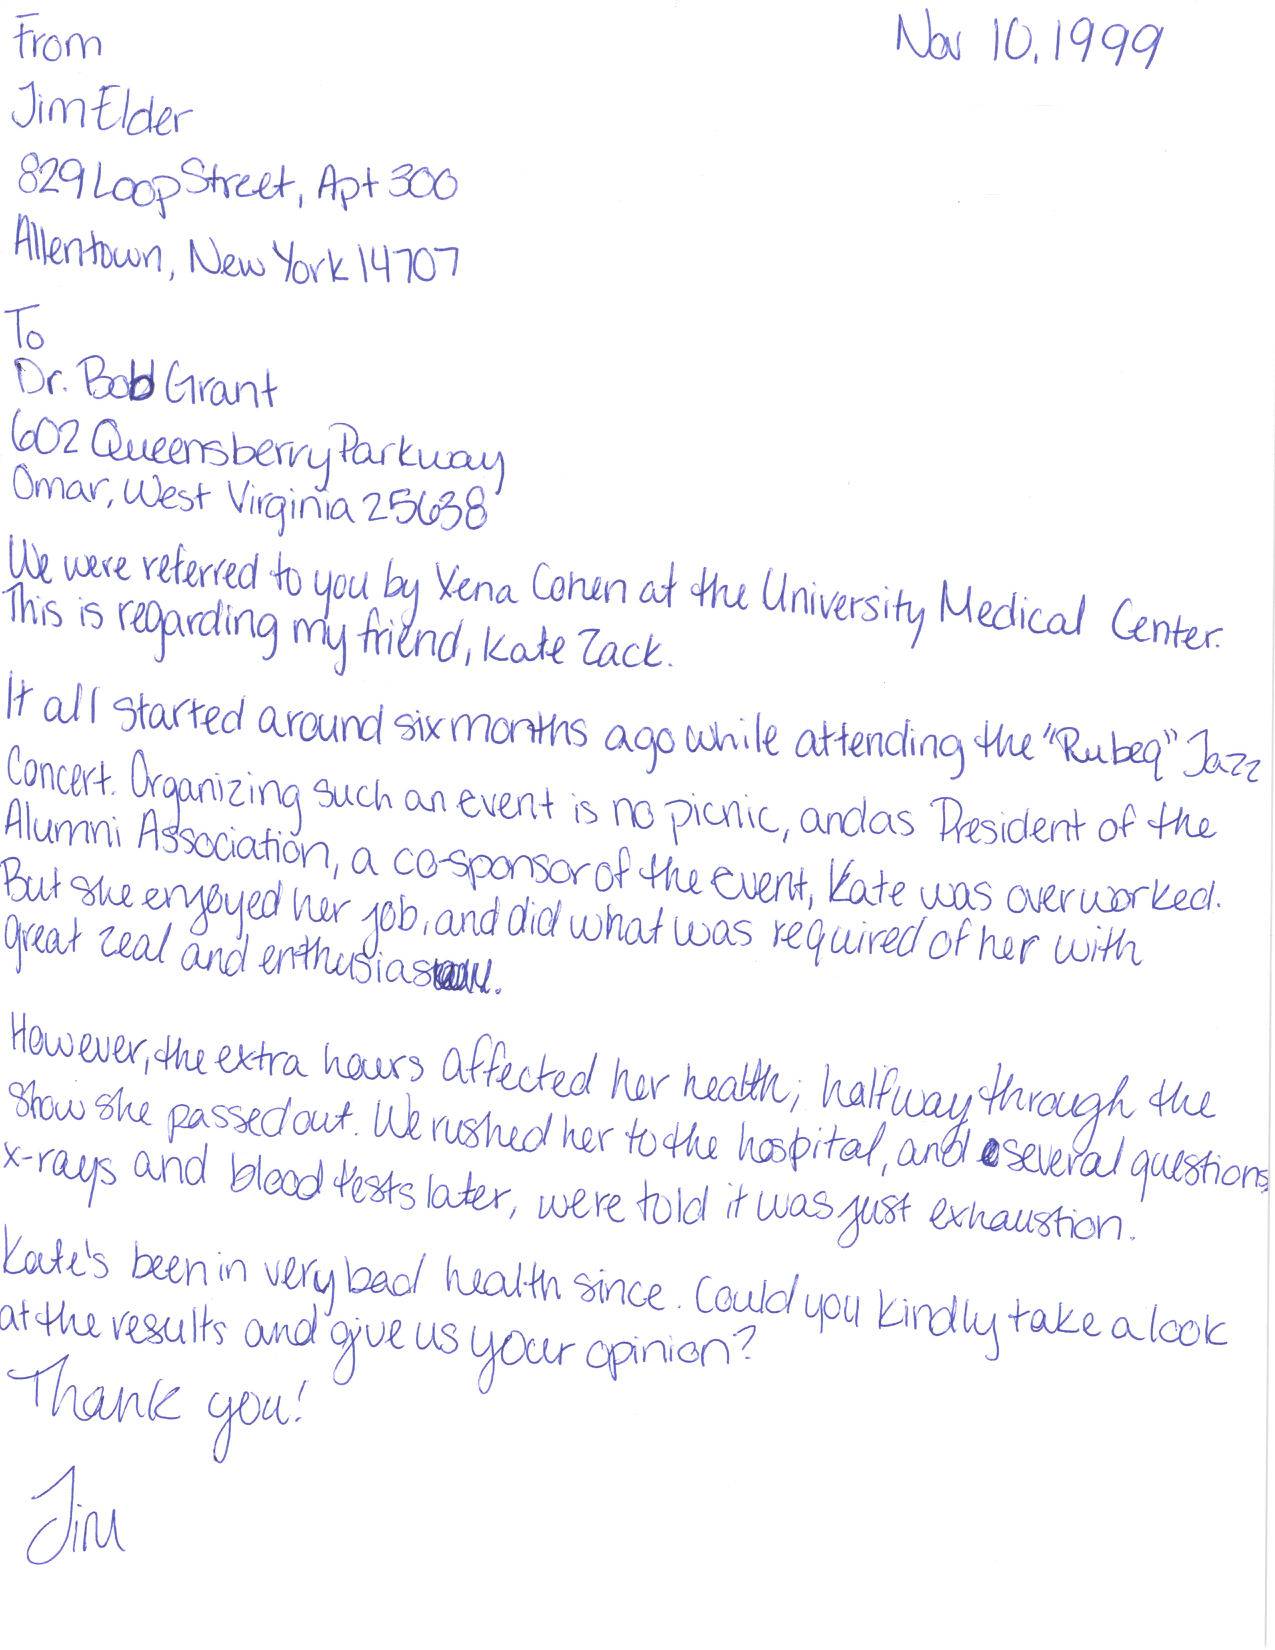 From
Nov 10, 1999
Jim Elder
829 Loop Street, Apt 300
Allentown, New York 14707
To
Dr. Bob Grant
602 Queensberry Parkway
Omar, West Virginia 25638
We were referred to you by Xena Cohen at the University Medical Center.
This is regarding my friend, Kate Zack.
It all started around six months ago while attending the "Rubeq" Jazz
Concert. Organizing such an event is no picnic, and as President of the
Alumni Association, a co-sponsor of the event, Kate was overworked.
But she enjoyed her job, and did what was required of her with
great zeal and enthusiasm.
However, the extra hours affected her health; halfway through the
show she passed out. We rushed her to the hospital, and several questions,
x-rays and blood tests later, were told it was just exhaustion.
Kate's been in very bad health since. Could you kindly take a look
at the results and give us your opinion?
Thank you!
Jim